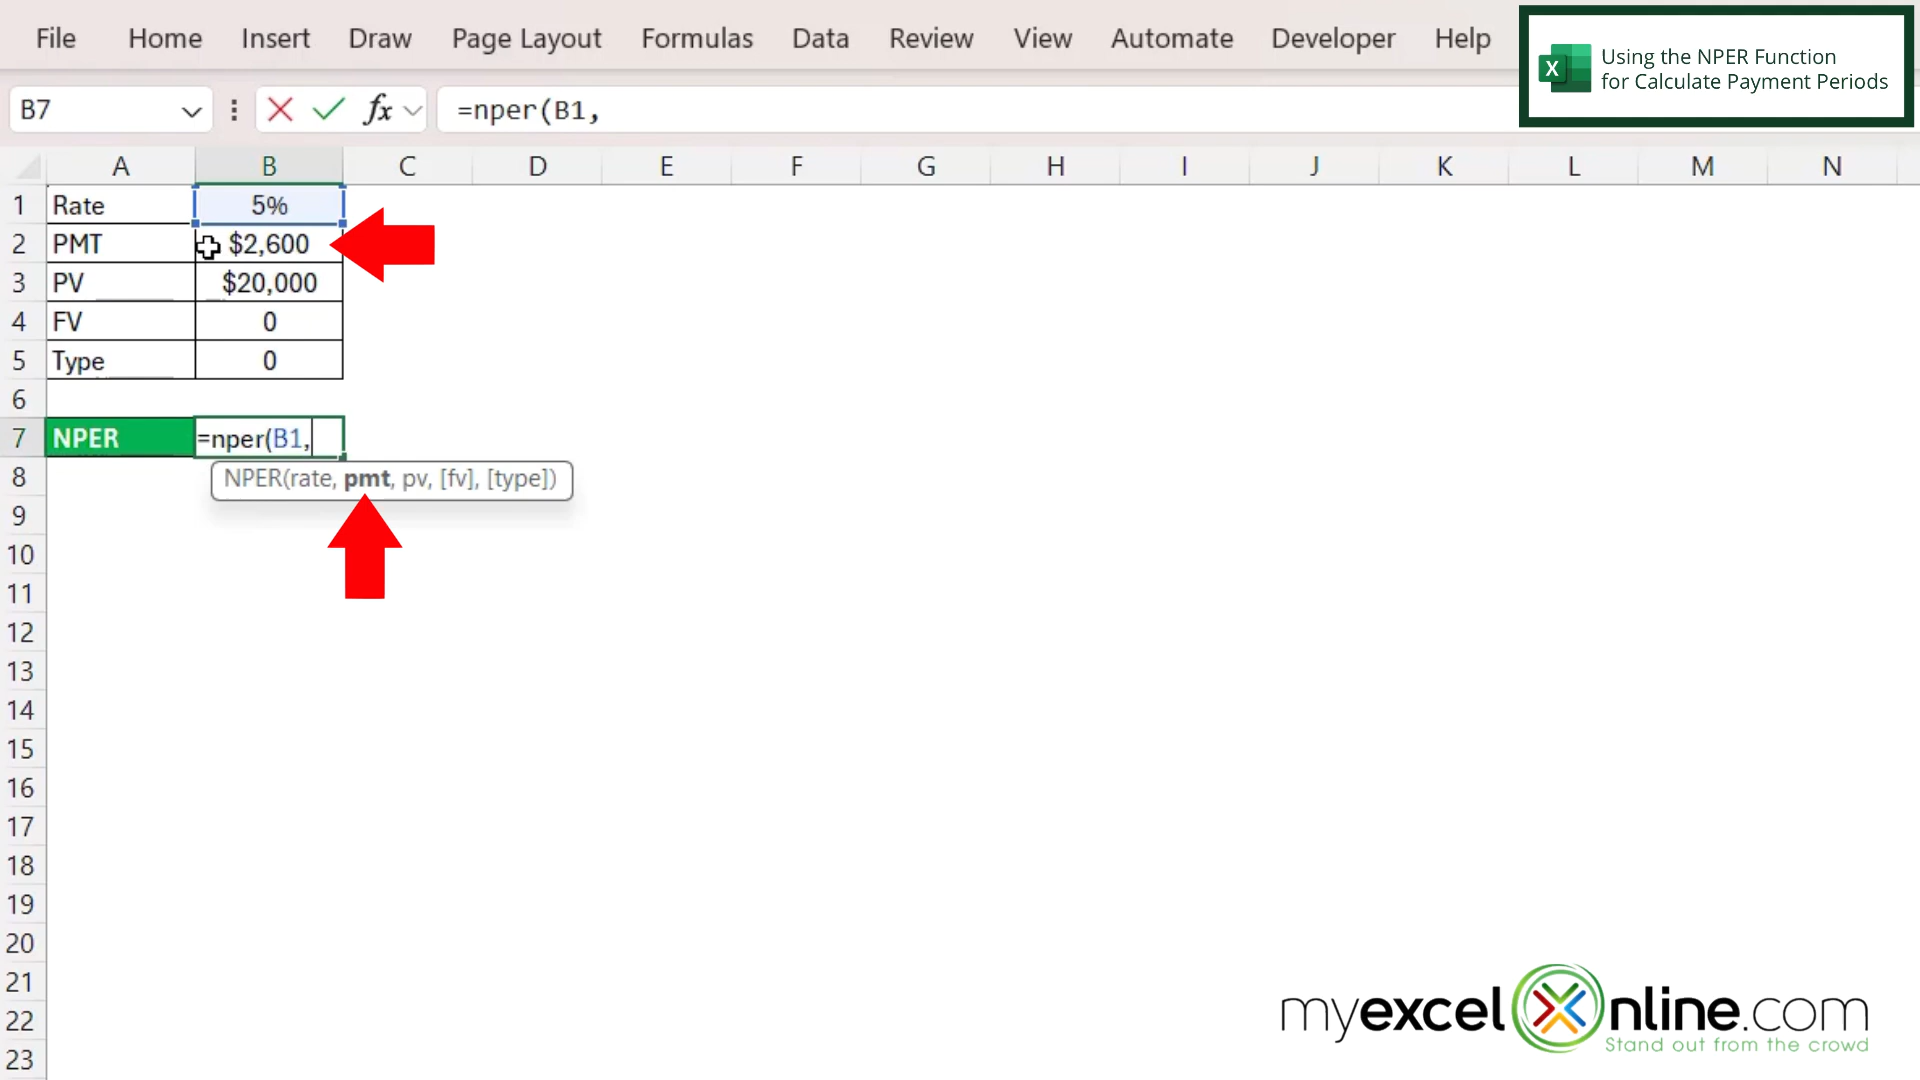 File Home Insert Draw Page Layout Formulas Data Review View Automate Developer Help
Using the NPER Function
for Calculate Payment Periods
B7 fx =nper(B1,
A B C D E F G H I J K L M N
1 Rate 5%
2 PMT $2,600
3 PV $20,000
4 FV 0
5 Type 0
6
7 NPER =nper(B1,
8 NPER(rate, pmt, pv, [fv], [type])
9
10
11
12
13
14
15
16
17
18
19
20
21
22
23
myexcel nline.com
Stand out from the crowd